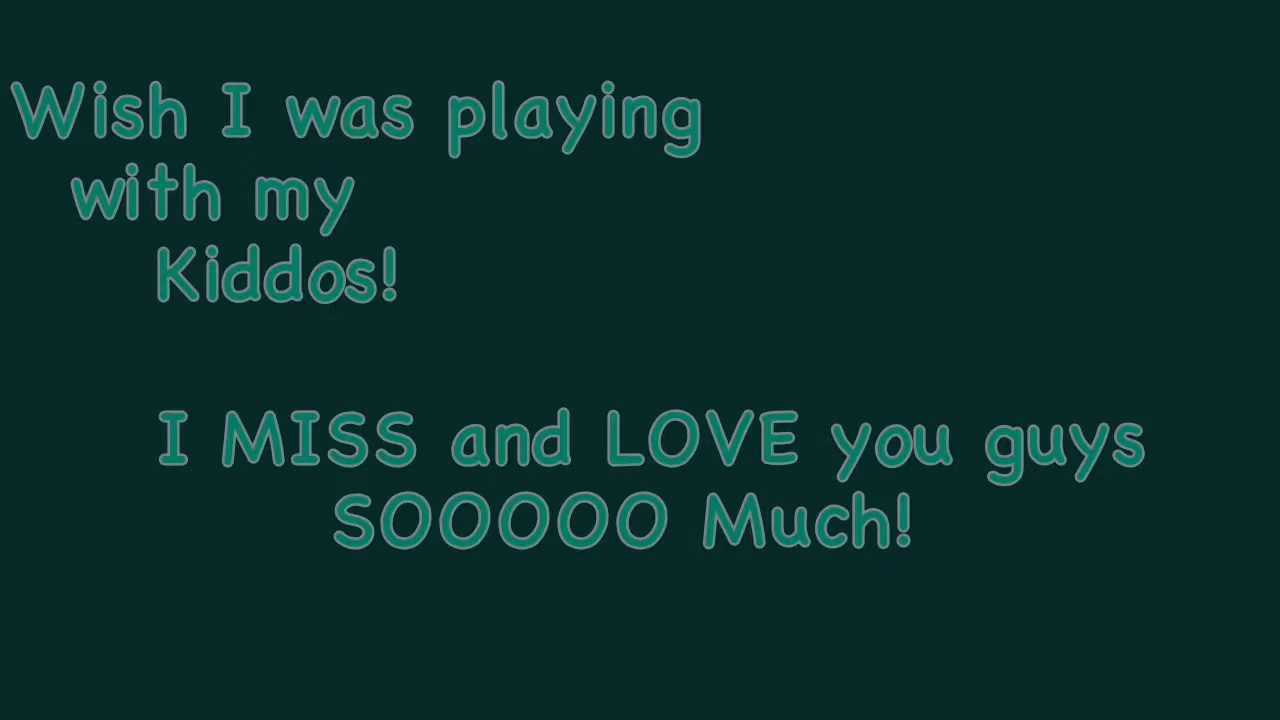 Wish I was playing
with my
Kiddos!
I MISS and LOVE you guys
SOOOOO Much!